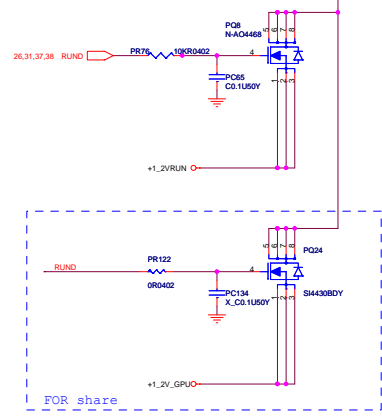 PQ8
N-AO4468
5 6 7 8
26,31,37,38 RUND
PR76 10KR0402
4
PC65
C0.1U50Y
1 2 3
+1_2VRUN
5 6 7 8
PQ24
RUND
PR122
0R0402
4
PC134
X_C0.1U50Y
SI4430BDY
1 2 3
+1_2V_GPU
FOR share